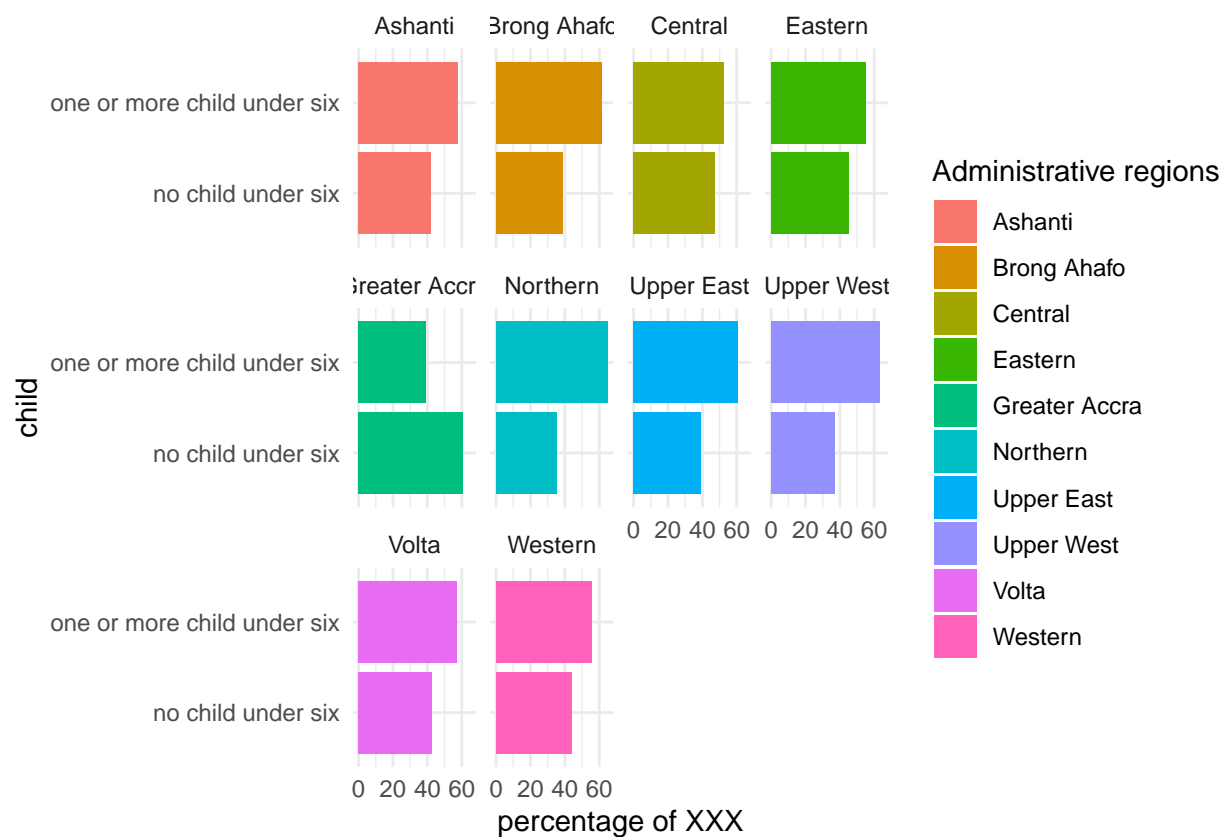 Ashanti Brong Ahafo Central Eastern
one or more child under six
no child under six
Greater Accr Northern Upper East Upper West
one or more child under six
no child under six
0 20 40 60 0 20 40 60
Volta Western
one or more child under six
no child under six
0 20 40 60 0 20 40 60
percentage of XXX
child
Administrative regions
Ashanti
Brong Ahafo
Central
Eastern
Greater Accra
Northern
Upper East
Upper West
Volta
Western